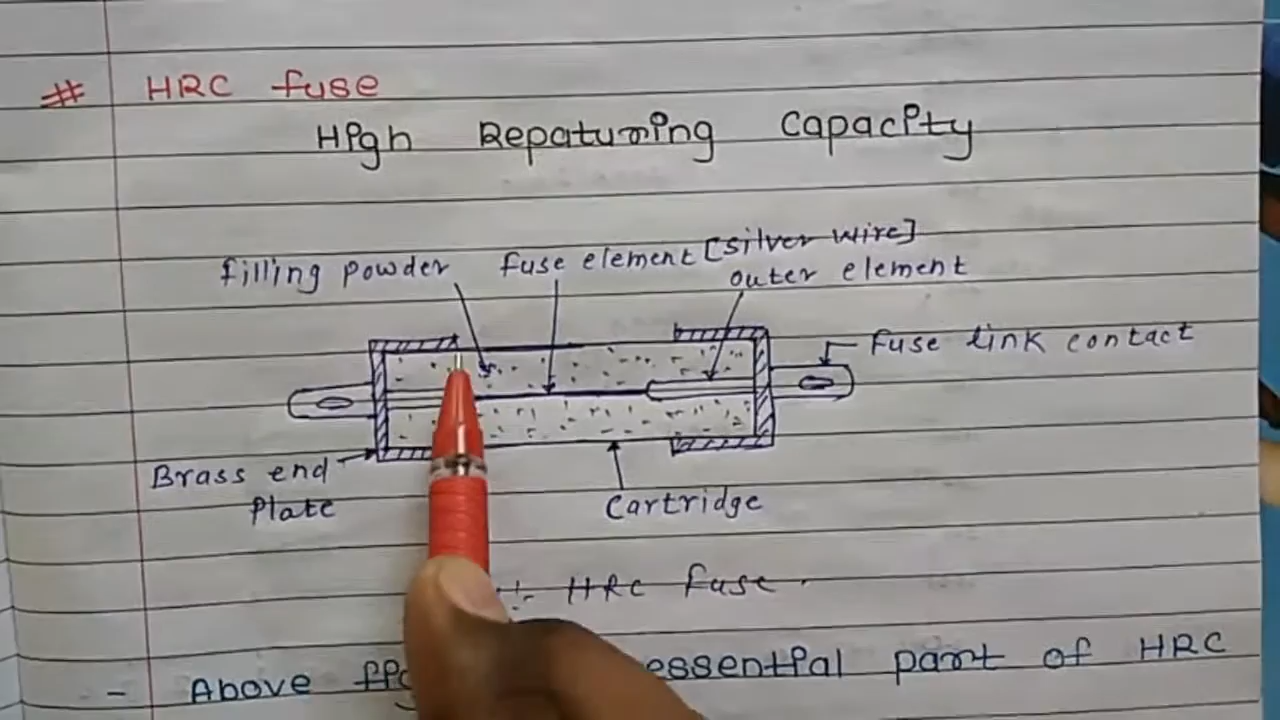 # HRC fuse
High Repaturing Capacity
filling powder fuse element [silver wire]
outer element
fuse link contact
Brass end
Plate
Cartridge
:- HRC fuse.
- Above essential part of HRC